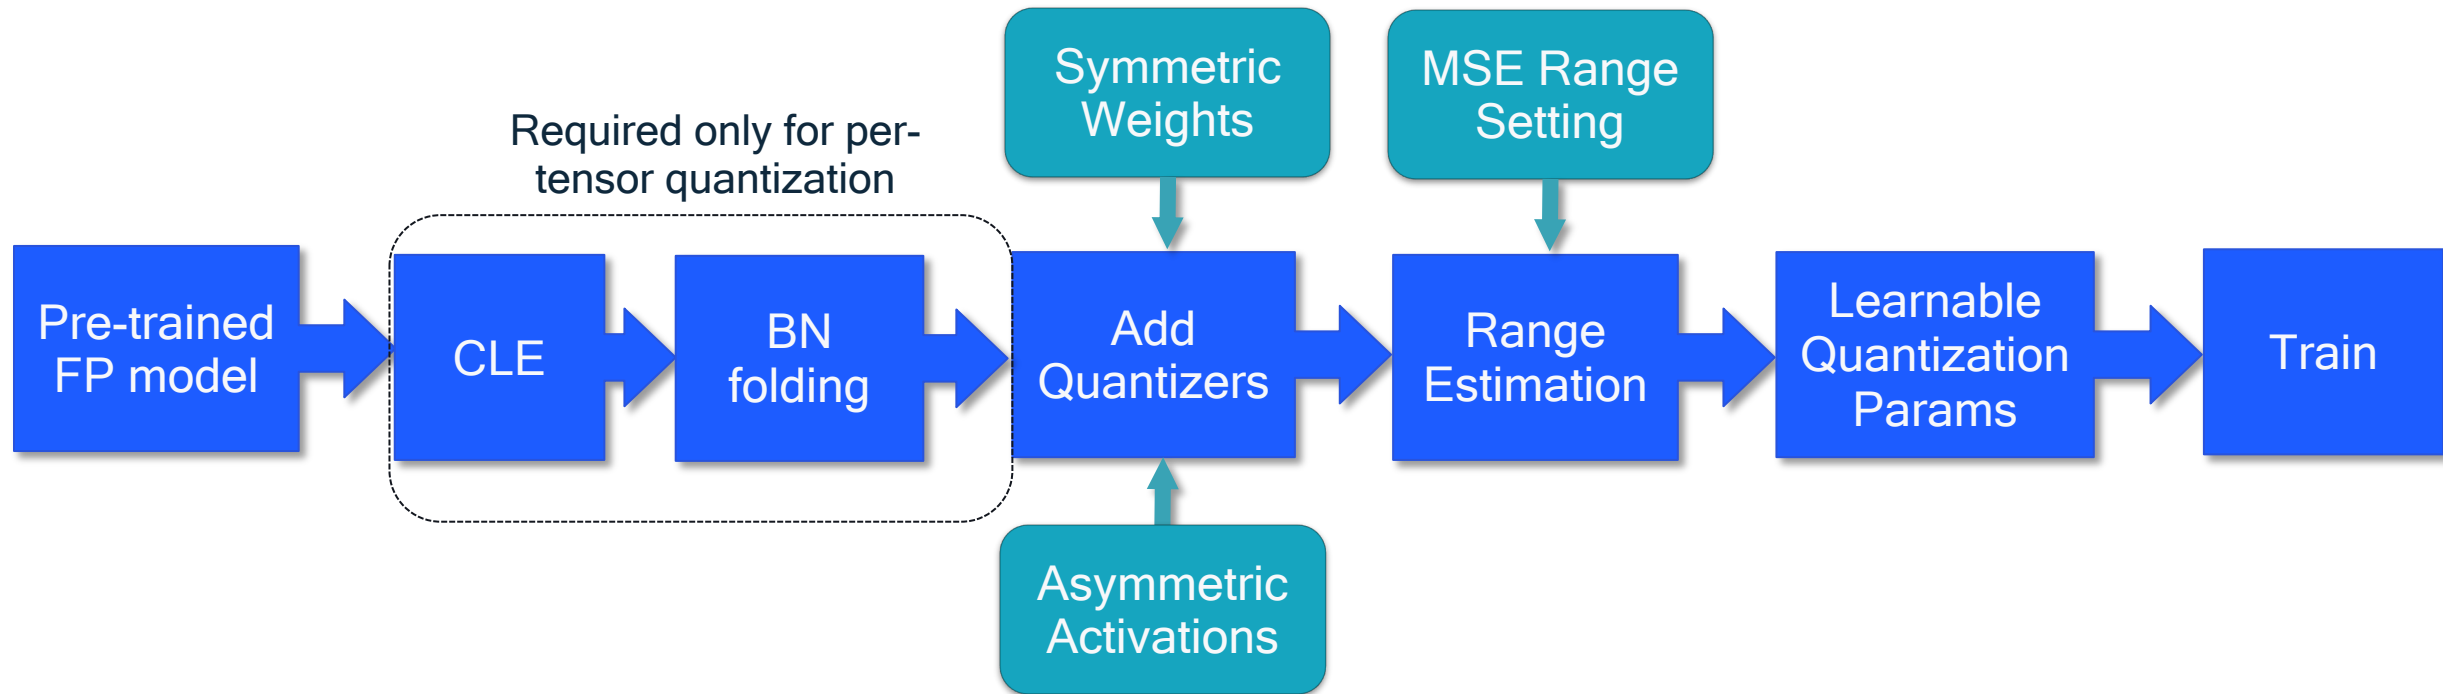 Symmetric
Weights
MSE Range
Setting
Required only for per-
tensor quantization
Pre-trained
FP model
CLE
BN
folding
Add
Quantizers
Range
Estimation
Learnable
Quantization
Params
Train
Asymmetric
Activations